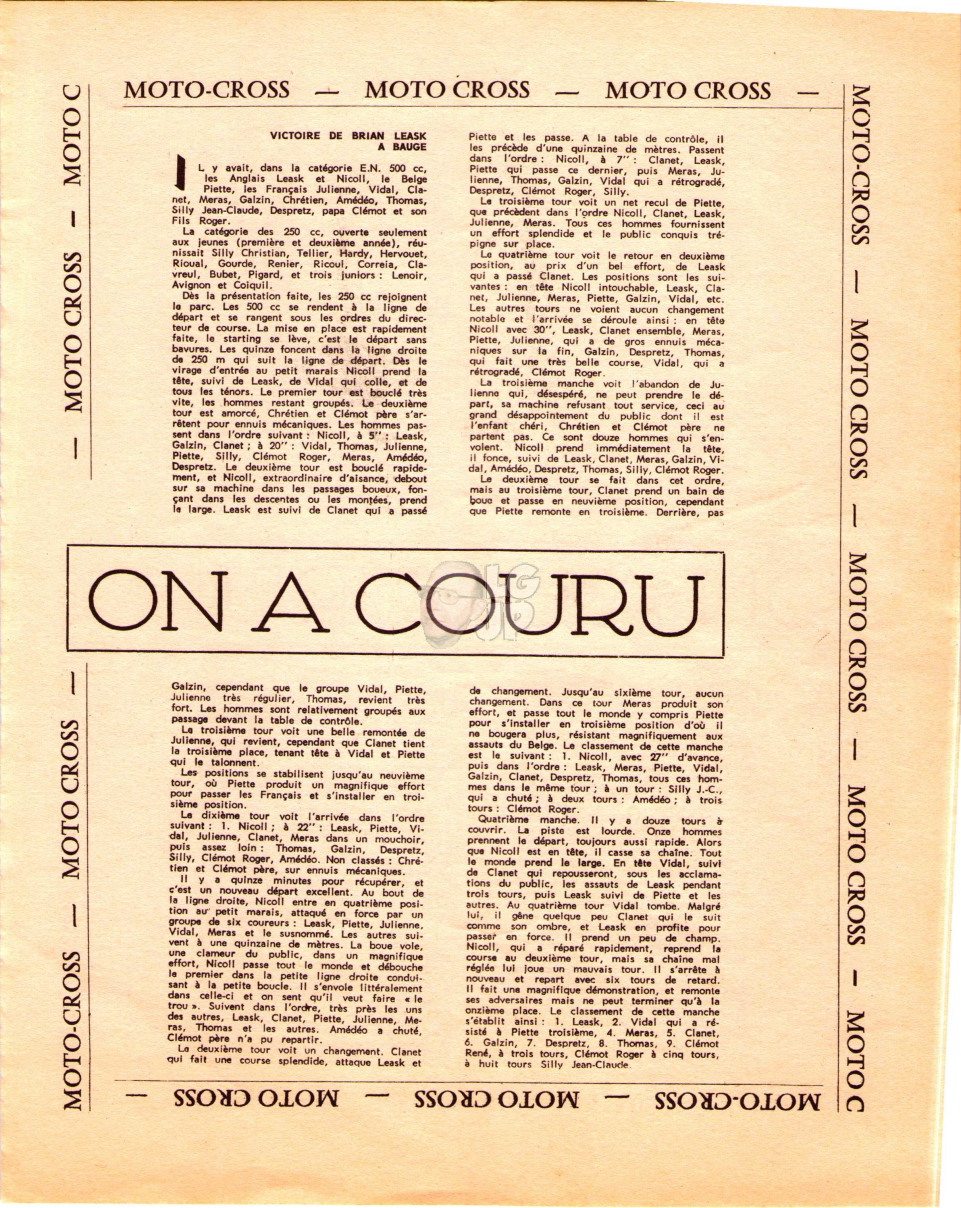 MOTO-CROSS — MOTO CROSS — MOTO CROSS —
MOTO-CROSS — MOTO CROSS — MOTO CROSS — MOTO CROSS — MOTO C
ON A COURU
VICTOIRE DE BRIAN LEASK
A BAUGE
IL y avait, dans la catégorie E.N. 500 cc,
les Anglais Leask et Nicoll, le Belge
Piette, les Français Julienne, Vidal, Cla-
net, Meras, Galzin, Chrétien, Amédéo, Thomas,
Silly Jean-Claude, Despretz, papa Clémot et son
Fils Roger.
La catégorie des 250 cc, ouverte seulement
aux jeunes (première et deuxième année), réu-
nissait Silly Christian, Tellier, Hardy, Hervouet,
Rioual, Gourde, Renier, Ricoul, Correia, Cla-
vreul, Bubet, Pigard, et trois juniors : Lenoir,
Avignon et Coiquil.
Dès la présentation faite, les 250 cc rejoignent
le parc. Les 500 cc se rendent à la ligne de
départ et se rangent sous les ordres du direc-
teur de course. La mise en place est rapidement
faite, le starting se lève, c'est le départ sans
bavures. Les quinze foncent dans la ligne droite
de 250 m qui suit la ligne de départ. Dès le
virage d'entrée au petit marais Nicoll prend la
tête, suivi de Leask, de Vidal qui colle, et de
tous les ténors. Le premier tour est bouclé très
vite, les hommes restant groupés. Le deuxième
tour est amorcé, Chrétien et Clémot père s'ar-
rêtent pour ennuis mécaniques. Les hommes pas-
sent dans l'ordre suivant : Nicoll, à 5'' : Leask,
Galzin, Clanet ; à 20'' : Vidal, Thomas, Julienne,
Piette, Silly, Clémot Roger, Meras, Amédéo,
Despretz. Le deuxième tour est bouclé rapide-
ment, et Nicoll, extraordinaire d'aisance, debout
sur sa machine dans les passages boueux, fon-
çant dans les descentes ou les montées, prend
le large. Leask est suivi de Clanet qui a passé
Galzin, cependant que le groupe Vidal, Piette,
Julienne très régulier, Thomas, revient très
fort. Les hommes sont relativement groupés aux
passage devant la table de contrôle.
Le troisième tour voit une belle remontée de
Julienne, qui revient, cependant que Clanet tient
la troisième place, tenant tête à Vidal et Piette
qui le talonnent.
Les positions se stabilisent jusqu'au neuvième
tour, où Piette produit un magnifique effort
pour passer les Français et s'installer en troi-
sième position.
Le dixième tour voit l'arrivée dans l'ordre
suivant : 1. Nicoll ; à 22'' : Leask, Piette, Vi-
dal, Julienne, Clanet, Meras dans un mouchoir,
puis assez loin : Thomas, Galzin, Despretz,
Silly, Clémot Roger, Amédéo. Non classés : Chré-
tien et Clémot père, sur ennuis mécaniques.
Il y a quinze minutes pour récupérer, et
c'est un nouveau départ excellent. Au bout de
la ligne droite, Nicoll entre en quatrième posi-
tion au petit marais, attaqué en force par un
groupe de six coureurs : Leask, Piette, Julienne,
Vidal, Meras et le susnommé. Les autres sui-
vent à une quinzaine de mètres. La boue vole,
une clameur du public, dans un magnifique
effort, Nicoll passe tout le monde et débouche
le premier dans la petite ligne droite condui-
sant à la petite boucle. Il s'envole littéralement
dans celle-ci et on sent qu'il veut faire « le
trou ». Suivent dans l'ordre, très près les uns
des autres, Leask, Clanet, Piette, Julienne, Me-
ras, Thomas et les autres. Amédéo a chuté,
Clémot père n'a pu repartir.
Le deuxième tour voit un changement. Clanet
qui fait une course splendide, attaque Leask et
Piette et les passe. A la table de contrôle, il
les précède d'une quinzaine de mètres. Passent
dans l'ordre : Nicoll, à 7'' : Clanet, Leask,
Piette qui passe ce dernier, puis Meras, Ju-
lienne, Thomas, Galzin, Vidal qui a rétrogradé,
Despretz, Clémot Roger, Silly.
Le troisième tour voit un net recul de Piette,
que précèdent dans l'ordre Nicoll, Clanet, Leask,
Julienne, Meras. Tous ces hommes fournissent
un effort splendide et le public conquis tré-
pigne sur place.
Le quatrième tour voit le retour en deuxième
position, au prix d'un bel effort, de Leask
qui a passé Clanet. Les positions sont les sui-
vantes : en tête Nicoll intouchable, Leask, Cla-
net, Julienne, Meras, Piette, Galzin, Vidal, etc.
Les autres tours ne voient aucun changement
notable et l'arrivée se déroule ainsi : en tête
Nicoll avec 30'', Leask, Clanet ensemble, Meras,
Piette, Julienne, qui a de gros ennuis méca-
niques sur la fin, Galzin, Despretz, Thomas,
qui fait une très belle course, Vidal, qui a
rétrogradé, Clémot Roger.
La troisième manche voit l'abandon de Ju-
lienne qui, désespéré, ne peut prendre le dé-
part, sa machine refusant tout service, ceci au
grand désappointement du public dont il est
l'enfant chéri, Chrétien et Clémot père ne
partent pas. Ce sont douze hommes qui s'en-
volent. Nicoll prend immédiatement la tête,
il fonce, suivi de Leask, Clanet, Meras, Galzin, Vi-
dal, Amédéo, Despretz, Thomas, Silly, Clémot Roger.
Le deuxième tour se fait dans cet ordre,
mais au troisième tour, Clanet prend un bain de
boue et passe en neuvième position, cependant
que Piette remonte en troisième. Derrière, pas
de changement. Jusqu'au sixième tour, aucun
changement. Dans ce tour Meras produit son
effort, et passe tout le monde y compris Piette
pour s'installer en troisième position d'où il
ne bougera plus, résistant magnifiquement aux
assauts du Belge. Le classement de cette manche
est le suivant : 1. Nicoll, avec 27'' d'avance,
puis dans l'ordre : Leask, Meras, Piette, Vidal,
Galzin, Clanet, Despretz, Thomas, tous ces hom-
mes dans le même tour ; à un tour : Silly J.-C.,
qui a chuté ; à deux tours : Amédéo ; à trois
tours : Clémot Roger.
Quatrième manche. Il y a douze tours à
couvrir. La piste est lourde. Onze hommes
prennent le départ, toujours aussi rapide. Alors
que Nicoll est en tête, il casse sa chaîne. Tout
le monde prend le large. En tête Vidal, suivi
de Clanet qui repousseront, sous les acclama-
tions du public, les assauts de Leask pendant
trois tours, puis Leask suivi de Piette et les
autres. Au quatrième tour Vidal tombe. Malgré
lui, il gêne quelque peu Clanet qui le suit
comme son ombre, et Leask en profite pour
passer en force. Il prend un peu de champ.
Nicoll, qui a réparé rapidement, reprend la
course au deuxième tour, mais sa chaîne mal
réglée lui joue un mauvais tour. Il s'arrête à
nouveau et repart avec six tours de retard.
Il fait une magnifique démonstration, et remonte
ses adversaires mais ne peut terminer qu'à la
onzième place. Le classement de cette manche
s'établit ainsi : 1. Leask, 2. Vidal qui a ré-
sisté à Piette troisième, 4. Meras, 5. Clanet,
6. Galzin, 7. Despretz, 8. Thomas, 9. Clémot
René, à trois tours, Clémot Roger à cinq tours,
à huit tours Silly Jean-Claude.
MOTO-CROSS — MOTO CROSS — MOTO CROSS —
MOTO-CROSS — MOTO CROSS —
— MOTO CROSS — MOTO C
OLG
UP